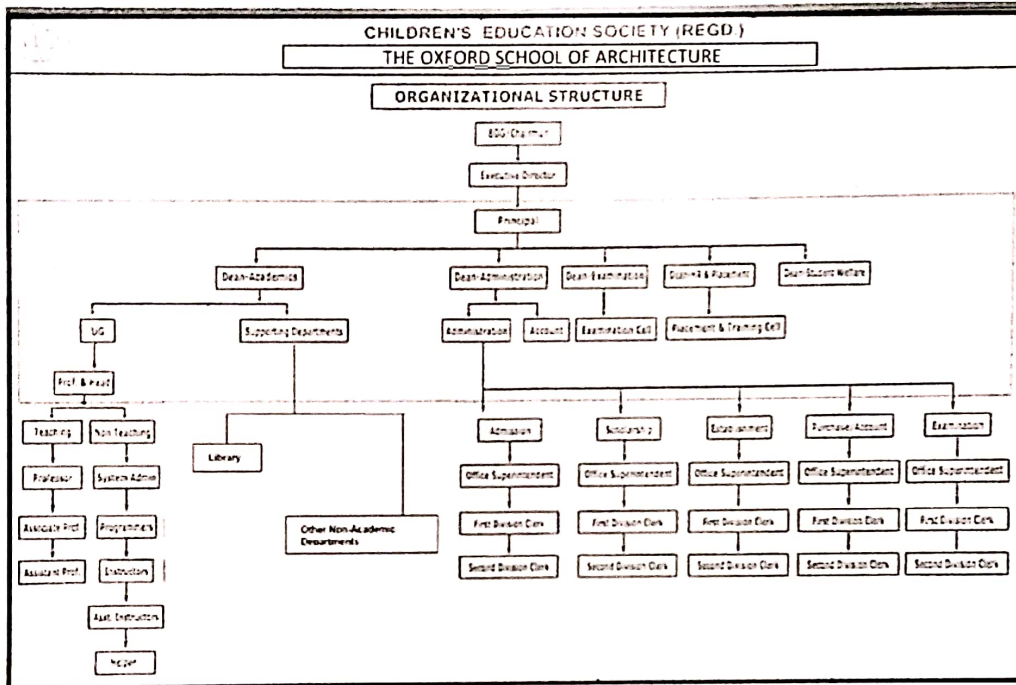 CHILDREN'S EDUCATION SOCIETY (REGD.)
THE OXFORD SCHOOL OF ARCHITECTURE
ORGANIZATIONAL STRUCTURE
Chairman
Executive Director
Principal
Dean-Academics
Dean-Administration
Dean-Examination
Dean-HR & Placement
Dean-Student Welfare
UG
Supporting Departments
Administration
Account
Examination Cell
Placement & Training Cell
Prof. & Head
Teaching
Non Teaching
Admission
Scholarship
Establishment
Purchase/Account
Examination
Library
Professor
System Admin
Office Superintendent
Office Superintendent
Office Superintendent
Office Superintendent
Office Superintendent
Associate Prof.
Programmers
Other Non-Academic
Departments
First Division Clerk
First Division Clerk
First Division Clerk
First Division Clerk
First Division Clerk
Assistant Prof.
Instructors
Second Division Clerk
Second Division Clerk
Second Division Clerk
Second Division Clerk
Second Division Clerk
Asst. Instructors
Helper